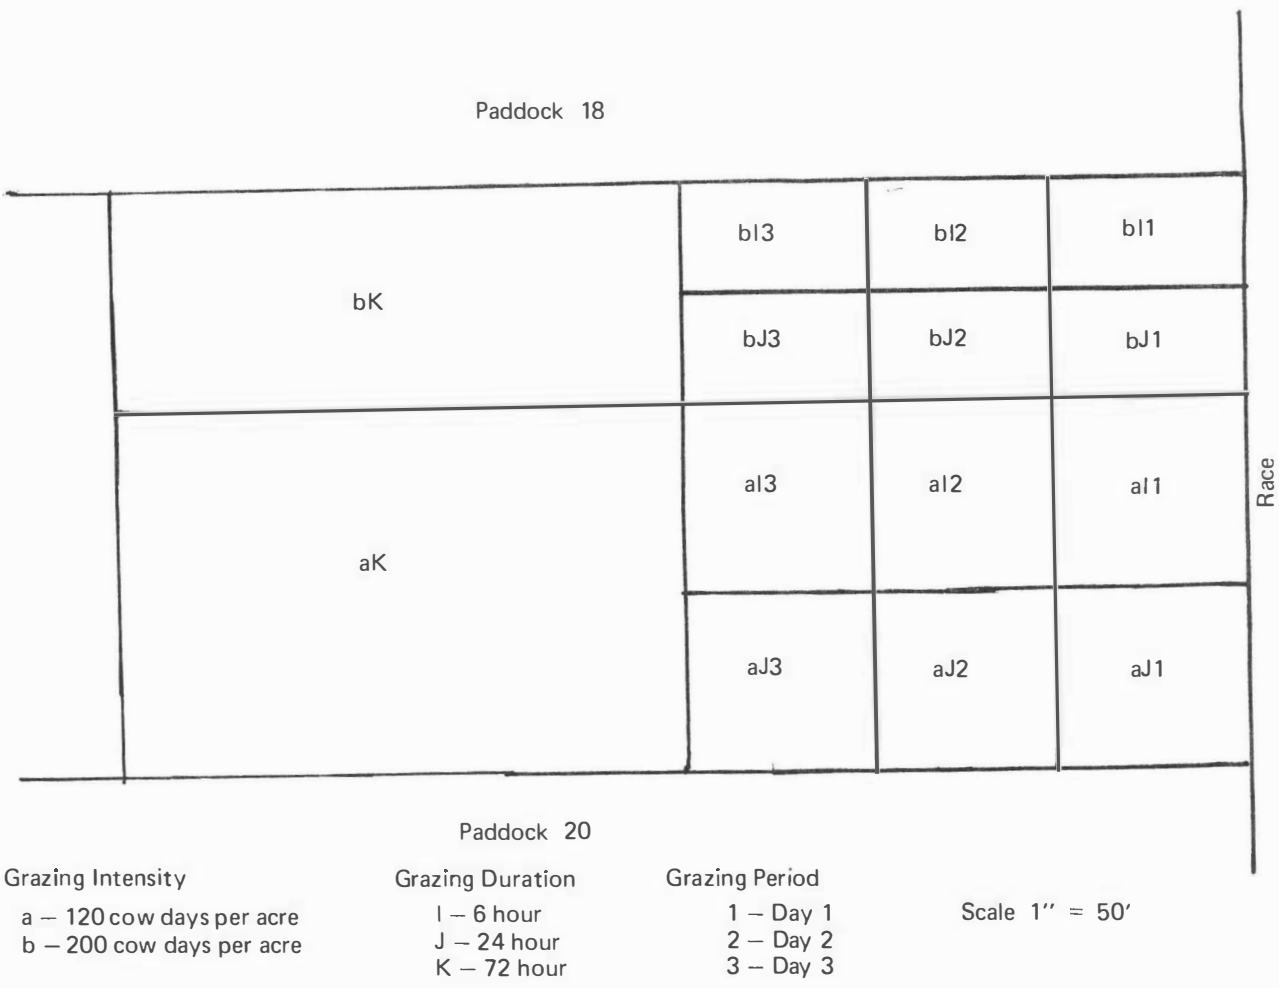 Paddock 18
bI3 bI2 bI1
bK
bJ3 bJ2 bJ1
aI3 aI2 aI1
Race
aK
aJ3 aJ2 aJ1
Paddock 20
Grazing Intensity
a – 120 cow days per acre
b – 200 cow days per acre
Grazing Duration
I – 6 hour
J – 24 hour
K – 72 hour
Grazing Period
1 – Day 1
2 – Day 2
3 – Day 3
Scale 1'' = 50'